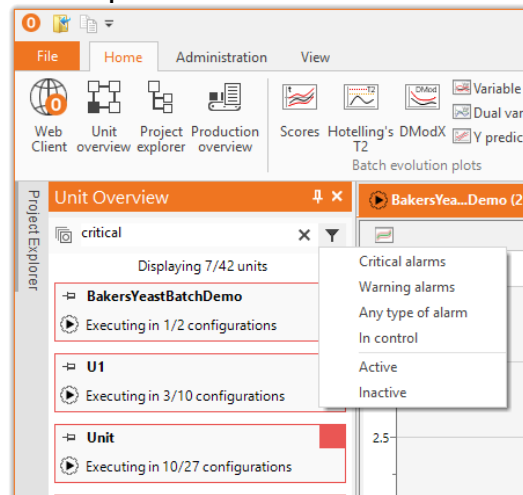 File Home Administration View
Web Client
Unit overview
Project explorer
Production overview
Scores
Hotelling's T2
DModX
Variable
Dual var
Y predic
Batch evolution plots
Project Explorer
Unit Overview
BakersYea...Demo (2
critical
Displaying 7/42 units
BakersYeastBatchDemo
Executing in 1/2 configurations
U1
Executing in 3/10 configurations
Unit
Executing in 10/27 configurations
Critical alarms
Warning alarms
Any type of alarm
In control
Active
Inactive
2.5